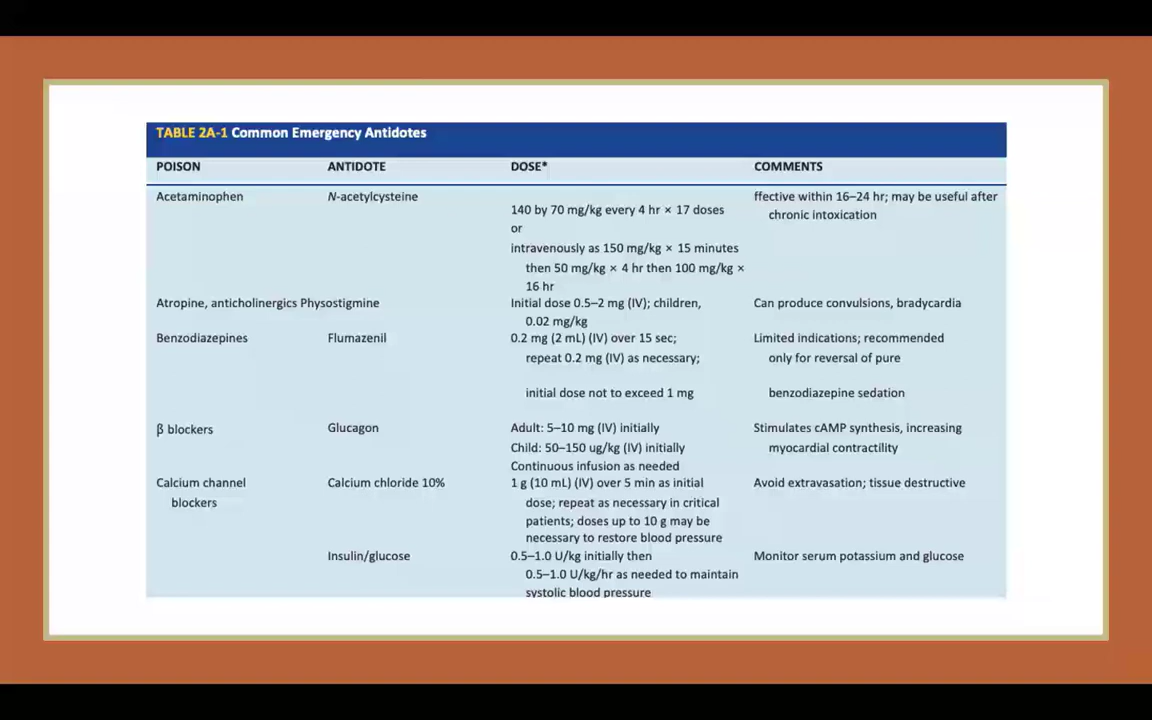 TABLE 2A-1 Common Emergency Antidotes
POISON ANTIDOTE DOSE* COMMENTS
Acetaminophen N-acetylcysteine ffective within 16–24 hr; may be useful after
140 by 70 mg/kg every 4 hr × 17 doses chronic intoxication
or
intravenously as 150 mg/kg × 15 minutes
then 50 mg/kg × 4 hr then 100 mg/kg ×
16 hr
Atropine, anticholinergics Physostigmine Initial dose 0.5–2 mg (IV); children, Can produce convulsions, bradycardia
0.02 mg/kg
Benzodiazepines Flumazenil 0.2 mg (2 mL) (IV) over 15 sec; Limited indications; recommended
repeat 0.2 mg (IV) as necessary; only for reversal of pure
initial dose not to exceed 1 mg benzodiazepine sedation
β blockers Glucagon Adult: 5–10 mg (IV) initially Stimulates cAMP synthesis, increasing
Child: 50–150 ug/kg (IV) initially myocardial contractility
Continuous infusion as needed
Calcium channel Calcium chloride 10% 1 g (10 mL) (IV) over 5 min as initial Avoid extravasation; tissue destructive
blockers dose; repeat as necessary in critical
patients; doses up to 10 g may be
necessary to restore blood pressure
Insulin/glucose 0.5–1.0 U/kg initially then Monitor serum potassium and glucose
0.5–1.0 U/kg/hr as needed to maintain
systolic blood pressure